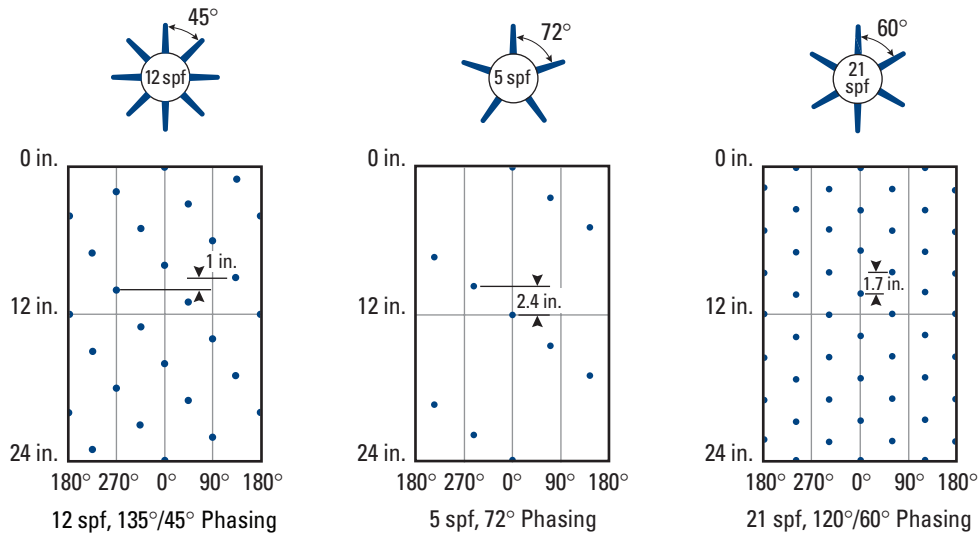 45°
12 spf
0 in.
1 in.
12 in.
24 in.
180° 270° 0° 90° 180°
12 spf, 135°/45° Phasing
72°
5 spf
0 in.
2.4 in.
12 in.
24 in.
180° 270° 0° 90° 180°
5 spf, 72° Phasing
60°
21
spf
0 in.
1.7 in.
12 in.
24 in.
180° 270° 0° 90° 180°
21 spf, 120°/60° Phasing